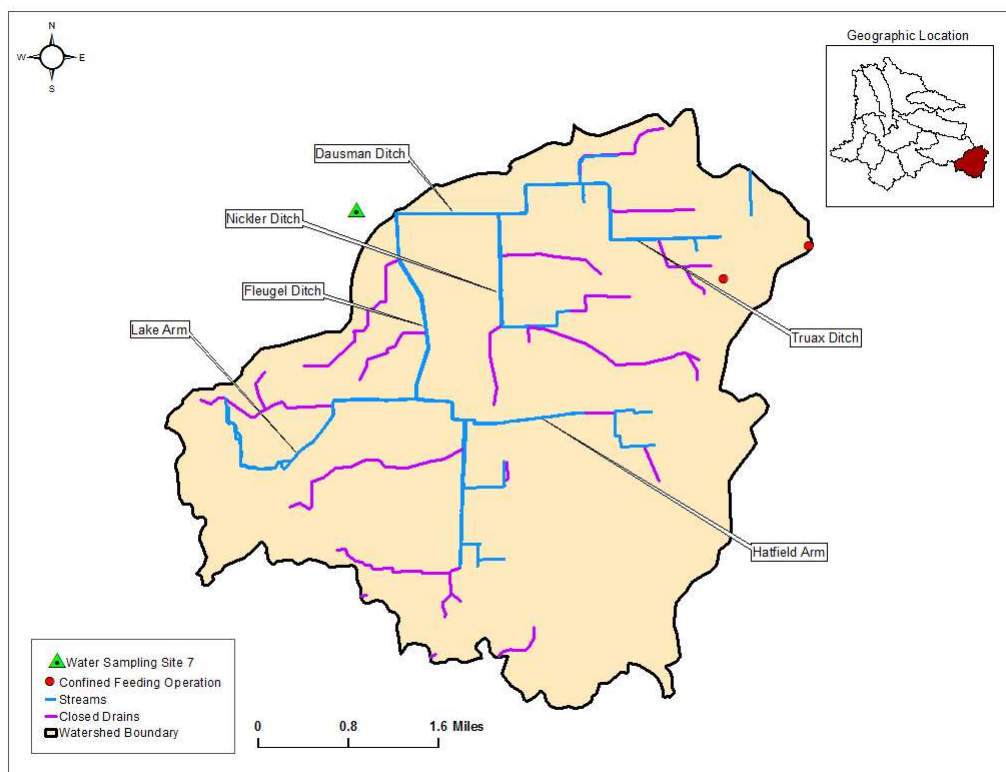 N
W E
S
Geographic Location
Dausman Ditch
Nickler Ditch
Fleugel Ditch
Lake Arm
Truax Ditch
Hatfield Arm
Water Sampling Site 7
Confined Feeding Operation
Streams
Closed Drains
Watershed Boundary
0 0.8 1.6 Miles